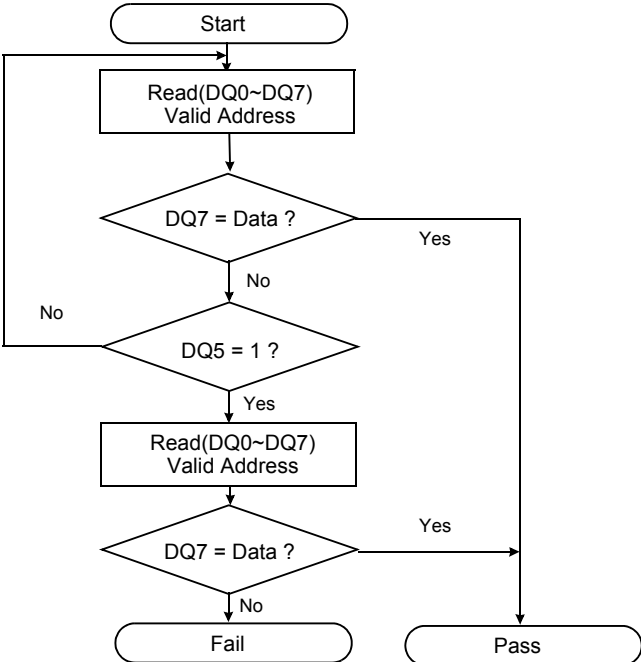 Start
Read(DQ0~DQ7)
Valid Address
DQ7 = Data ?
Yes
No
No
DQ5 = 1 ?
Yes
Read(DQ0~DQ7)
Valid Address
DQ7 = Data ?
Yes
No
Fail
Pass